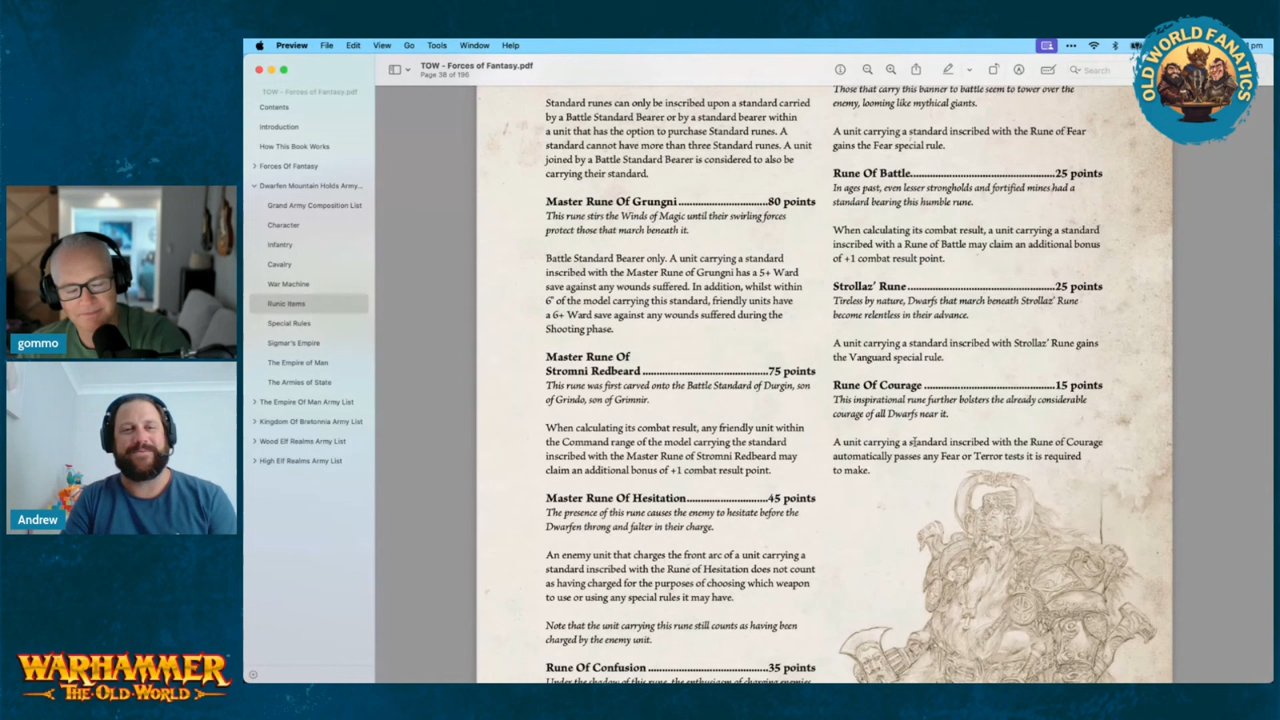 Preview File Edit View Go Tools Window Help
pm
TOW - Forces of Fantasy.pdf
Page 38 of 196
Search
OLD WORLD FANATICS
TOW - Forces of Fantasy.pdf
Contents
Introduction
How This Book Works
Forces Of Fantasy
Dwarfen Mountain Holds Army...
Grand Army Composition List
Character
Infantry
Cavalry
War Machine
Runic Items
Special Rules
Sigmar's Empire
The Empire of Man
The Armies of State
The Empire Of Man Army List
Kingdom Of Bretonnia Army List
Wood Elf Realms Army List
High Elf Realms Army List
gommo
Andrew
WARHAMMER
THE·OLD·WORLD
Standard runes can only be inscribed upon a standard carried
by a Battle Standard Bearer or by a standard bearer within
a unit that has the option to purchase Standard runes. A
standard cannot have more than three Standard runes. A unit
joined by a Battle Standard Bearer is considered to also be
carrying their standard.
Master Rune Of Grungni..............................80 points
This rune stirs the Winds of Magic until their swirling forces
protect those that march beneath it.
Battle Standard Bearer only. A unit carrying a standard
inscribed with the Master Rune of Grungni has a 5+ Ward
save against any wounds suffered. In addition, whilst within
6" of the model carrying this standard, friendly units have
a 6+ Ward save against any wounds suffered during the
Shooting phase.
Master Rune Of
Stromni Redbeard .......................................75 points
This rune was first carved onto the Battle Standard of Durgin, son
of Grindo, son of Grimnir.
When calculating its combat result, any friendly unit within
the Command range of the model carrying the standard
inscribed with the Master Rune of Stromni Redbeard may
claim an additional bonus of +1 combat result point.
Master Rune Of Hesitation............................45 points
The presence of this rune causes the enemy to hesitate before the
Dwarfen throng and falter in their charge.
An enemy unit that charges the front arc of a unit carrying a
standard inscribed with the Rune of Hesitation does not count
as having charged for the purposes of choosing which weapon
to use or using any special rules it may have.
Note that the unit carrying this rune still counts as having been
charged by the enemy unit.
Rune Of Confusion ......................................35 points
Under the shadow of this rune, the enthusiasm of charging enemies
Those that carry this banner to battle seem to tower over the
enemy, looming like mythical giants.
A unit carrying a standard inscribed with the Rune of Fear
gains the Fear special rule.
Rune Of Battle.................................................25 points
In ages past, even lesser strongholds and fortified mines had a
standard bearing this humble rune.
When calculating its combat result, a unit carrying a standard
inscribed with a Rune of Battle may claim an additional bonus
of +1 combat result point.
Strollaz' Rune ..................................................25 points
Tireless by nature, Dwarfs that march beneath Strollaz' Rune
become relentless in their advance.
A unit carrying a standard inscribed with Strollaz' Rune gains
the Vanguard special rule.
Rune Of Courage .............................................15 points
This inspirational rune further bolsters the already considerable
courage of all Dwarfs near it.
A unit carrying a standard inscribed with the Rune of Courage
automatically passes any Fear or Terror tests it is required
to make.